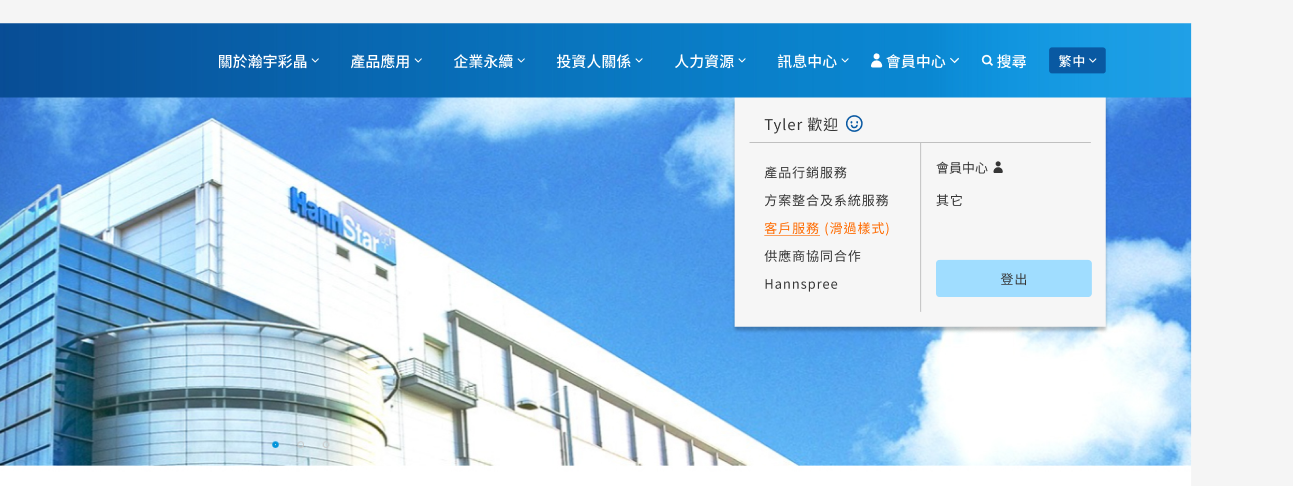 關於瀚宇彩晶
產品應用
企業永續
投資人關係
人力資源
訊息中心
會員中心
搜尋
繁中
Tyler 歡迎
產品行銷服務
方案整合及系統服務
客戶服務 (滑過樣式)
供應商協同合作
Hannspree
會員中心
其它
登出
HannStar